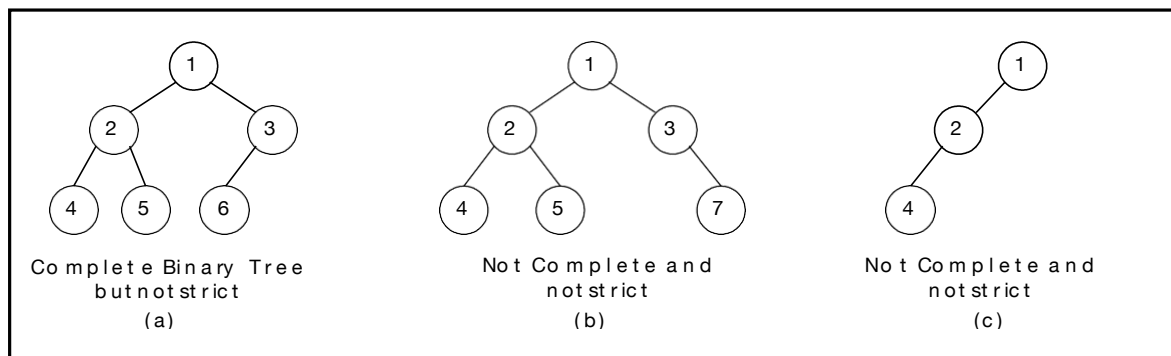 1
2
3
4
5
6
Complete Binary Tree
but not strict
(a)
1
2
3
4
5
7
Not Complete and
not strict
(b)
1
2
4
Not Complete and
not strict
(c)